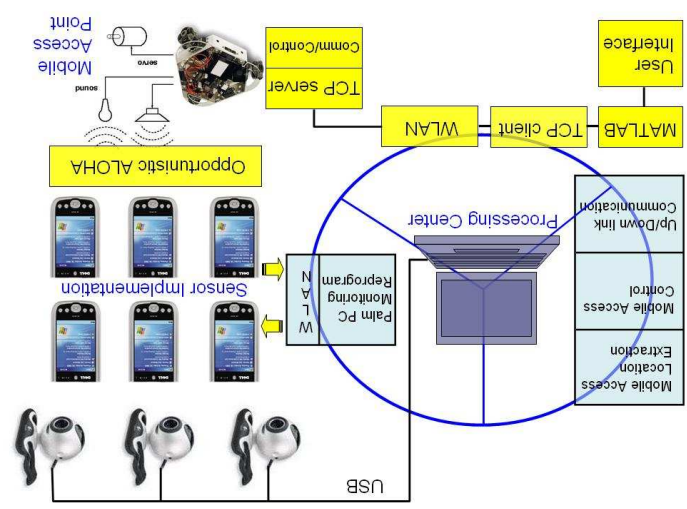 USB
Mobile Access
Location
Extraction
Mobile Access
Control
Up/Down link
Communication
Processing Center
Palm PC
Monitoring
Reprogram
W
L
A
N
Sensor Implementation
Opportunistic ALOHA
MATLAB
TCP client
WLAN
TCP server
Comm/Control
User
Interface
sound
servo
Mobile
Access
Point